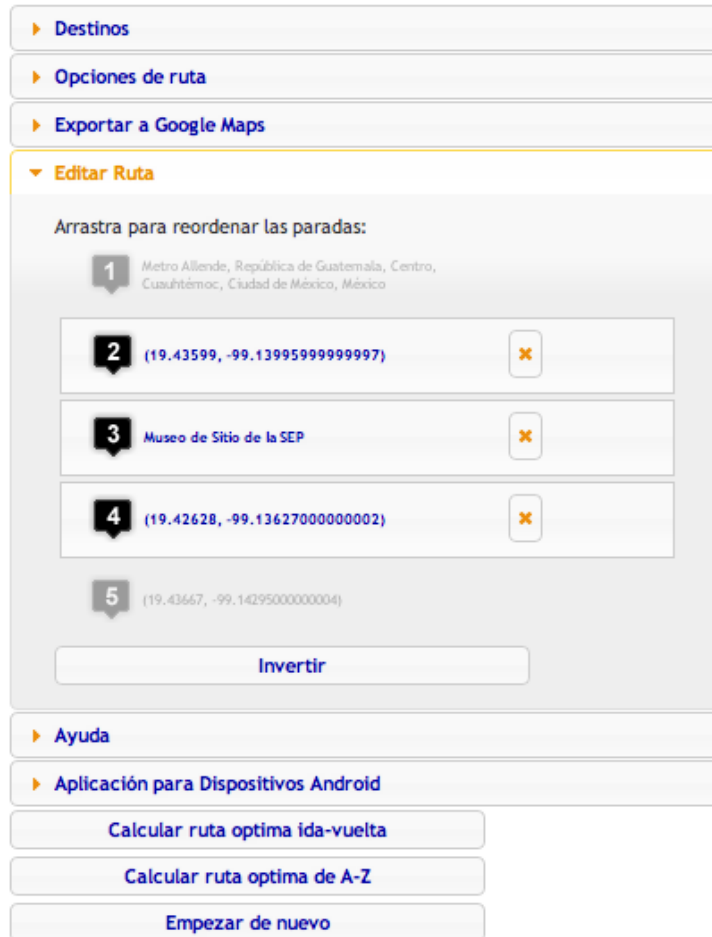 Destinos
Opciones de ruta
Exportar a Google Maps
Editar Ruta
Arrastra para reordenar las paradas:
1
Metro Allende, República de Guatemala, Centro,
Cuauhtémoc, Ciudad de México, México
2
(19.43599, -99.13995999999997)
3
Museo de Sitio de la SEP
4
(19.42628, -99.13627000000002)
5
(19.43667, -99.14295000000004)
Invertir
Ayuda
Aplicación para Dispositivos Android
Calcular ruta optima ida-vuelta
Calcular ruta optima de A-Z
Empezar de nuevo